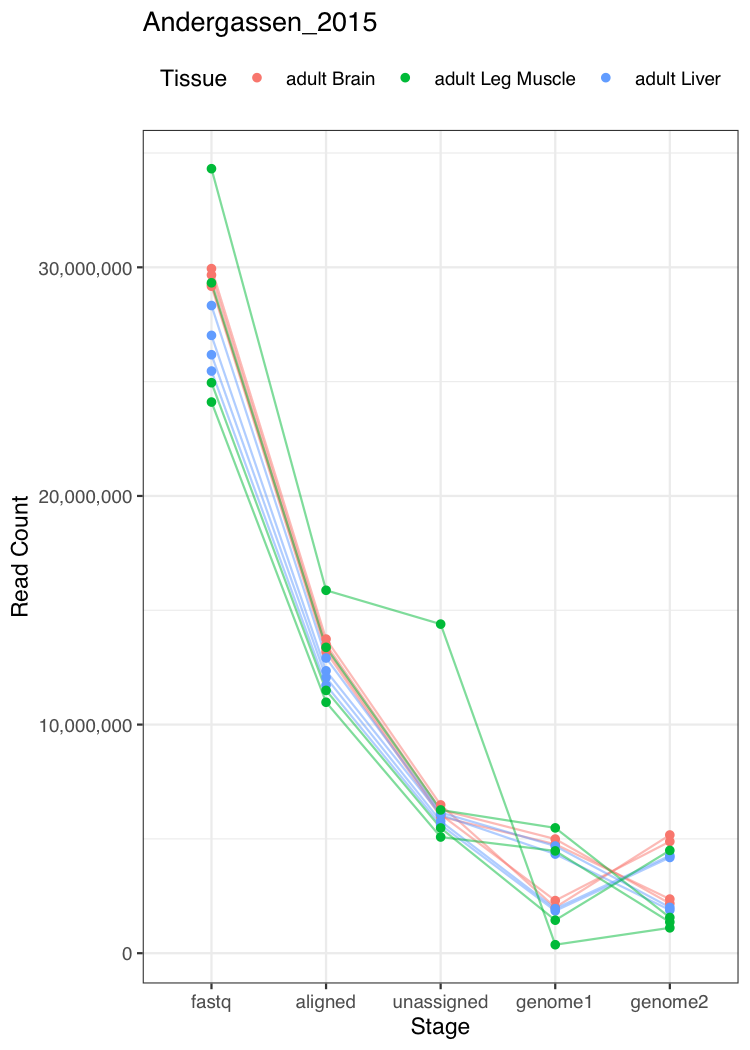 Andergassen_2015
Tissue adult Brain adult Leg Muscle adult Liver
Read Count
30,000,000
20,000,000
10,000,000
0
fastq aligned unassigned genome1 genome2
Stage